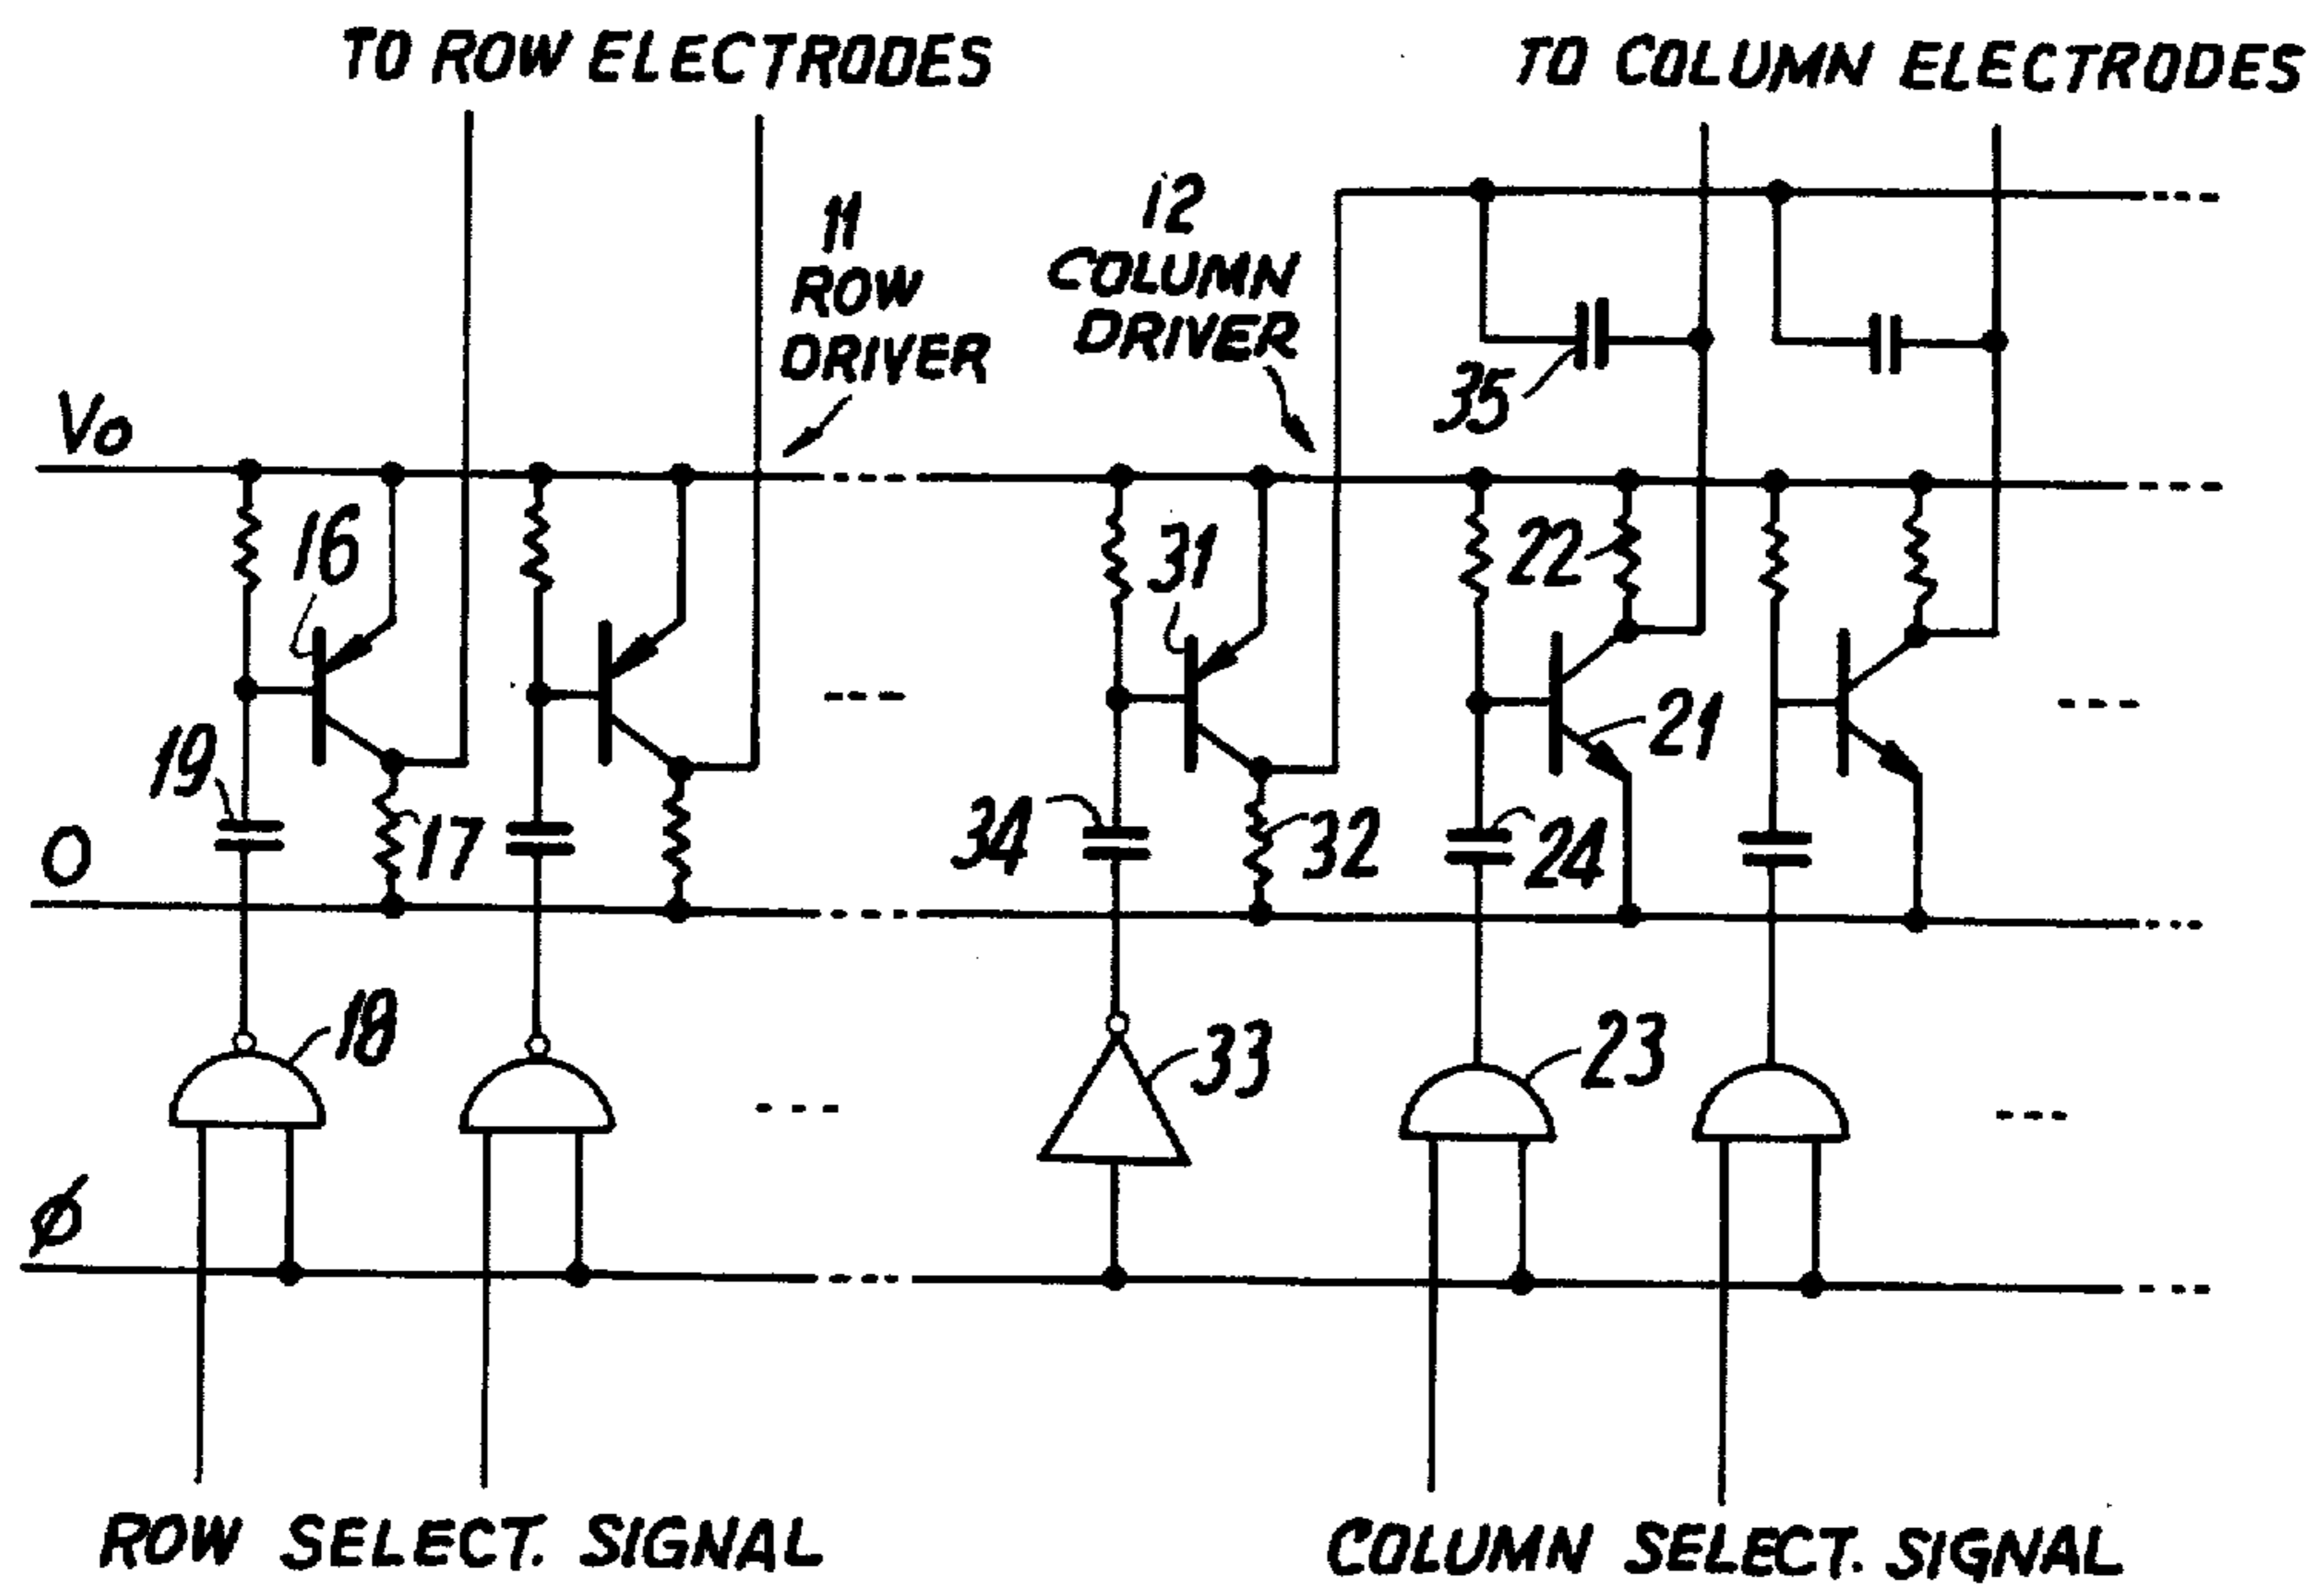 TO ROW ELECTRODES
TO COLUMN ELECTRODES
11
ROW
DRIVER
12
COLUMN
DRIVER
35
Vo
16
31
22
21
19
17
34
32
24
O
18
33
23
ø
ROW SELECT. SIGNAL
COLUMN SELECT. SIGNAL